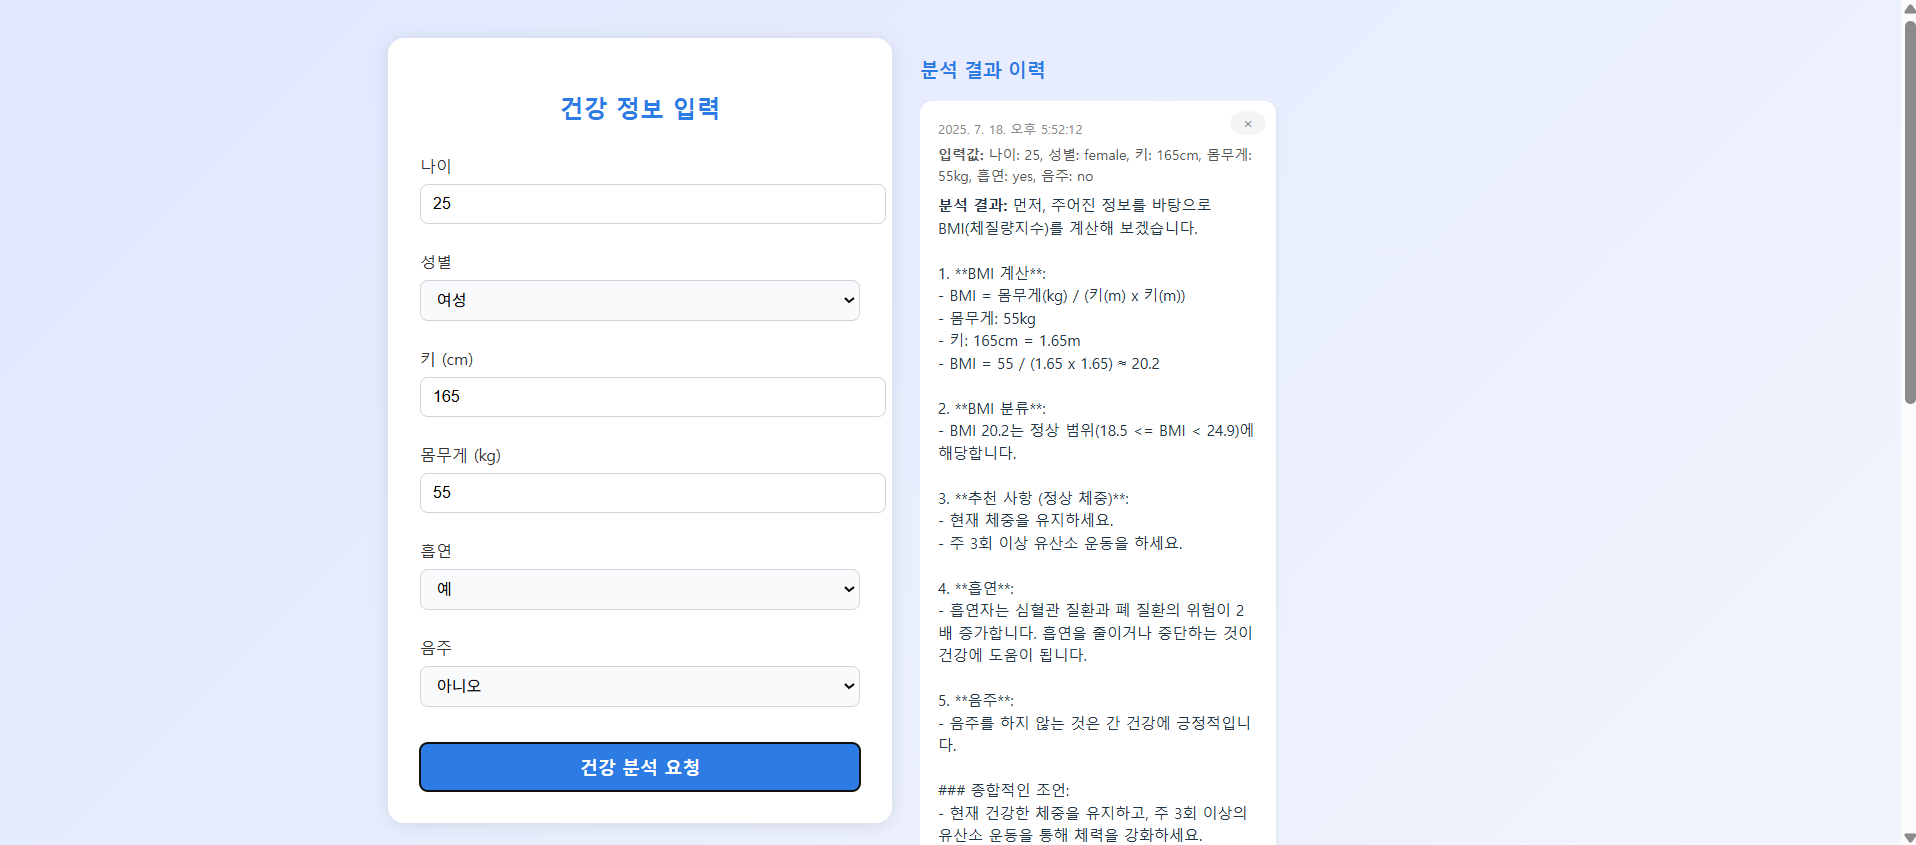 건강 정보 입력
나이
25
성별
여성
키 (cm)
165
몸무게 (kg)
55
흡연
예
음주
아니오
건강 분석 요청
분석 결과 이력
×
2025. 7. 18. 오후 5:52:12
입력값: 나이: 25, 성별: female, 키: 165cm, 몸무게:
55kg, 흡연: yes, 음주: no
분석 결과: 먼저, 주어진 정보를 바탕으로
BMI(체질량지수)를 계산해 보겠습니다.
1. **BMI 계산**:
- BMI = 몸무게(kg) / (키(m) x 키(m))
- 몸무게: 55kg
- 키: 165cm = 1.65m
- BMI = 55 / (1.65 x 1.65) ≈ 20.2
2. **BMI 분류**:
- BMI 20.2는 정상 범위(18.5 <= BMI < 24.9)에
해당합니다.
3. **추천 사항 (정상 체중)**:
- 현재 체중을 유지하세요.
- 주 3회 이상 유산소 운동을 하세요.
4. **흡연**:
- 흡연자는 심혈관 질환과 폐 질환의 위험이 2
배 증가합니다. 흡연을 줄이거나 중단하는 것이
건강에 도움이 됩니다.
5. **음주**:
- 음주를 하지 않는 것은 간 건강에 긍정적입니
다.
### 종합적인 조언:
- 현재 건강한 체중을 유지하고, 주 3회 이상의
유산소 운동을 통해 체력을 강화하세요.